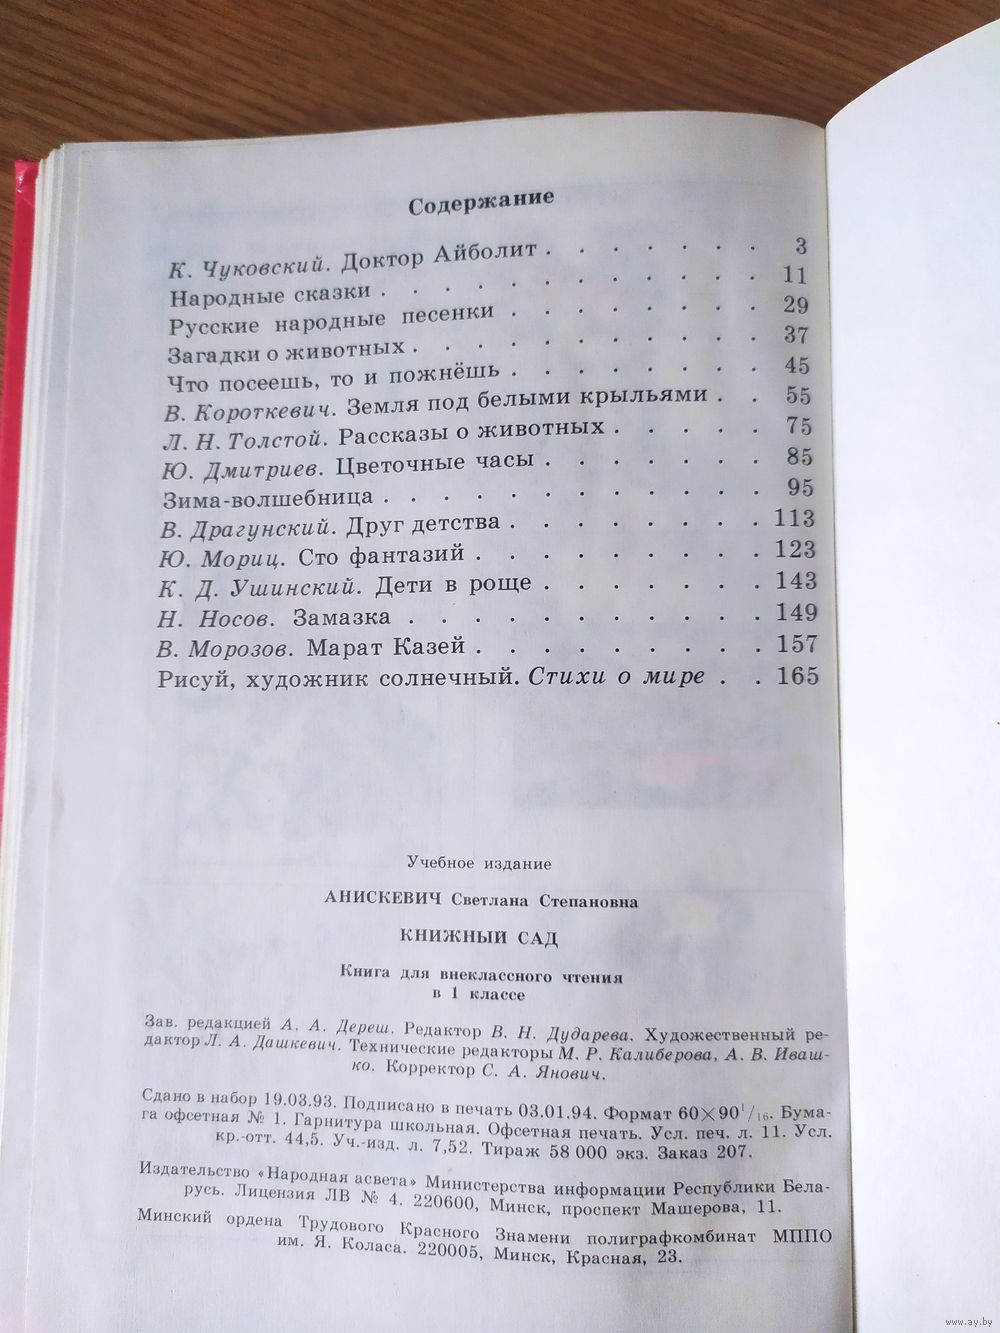 Содержание
К. Чуковский. Доктор Айболит . . . . . . . 3
Народные сказки . . . . . . . . . . . 11
Русские народные песенки . . . . . . . . 29
Загадки о животных . . . . . . . . . . . 37
Что посеешь, то и пожнёшь . . . . . . . . 45
В. Короткевич. Земля под белыми крыльями . . 55
Л. Н. Толстой. Рассказы о животных . . . . . 75
Ю. Дмитриев. Цветочные часы . . . . . . . 85
Зима-волшебница . . . . . . . . . . . 95
В. Драгунский. Друг детства . . . . . . . . 113
Ю. Мориц. Сто фантазий . . . . . . . . . 123
К. Д. Ушинский. Дети в роще . . . . . . . 143
Н. Носов. Замазка . . . . . . . . . . . 149
В. Морозов. Марат Казей . . . . . . . . . 157
Рисуй, художник солнечный. Стихи о мире . . 165
Учебное издание
АНИСКЕВИЧ Светлана Степановна
КНИЖНЫЙ САД
Книга для внеклассного чтения
в 1 классе
Зав. редакцией А. А. Дереш. Редактор В. Н. Дударева. Художественный ре-
дактор Л. А. Дашкевич. Технические редакторы М. Р. Калиберова, А. В. Иваш-
ко. Корректор С. А. Янович.
Сдано в набор 19.03.93. Подписано в печать 03.01.94. Формат 60×90¹/₁₆. Бума-
га офсетная № 1. Гарнитура школьная. Офсетная печать. Усл. печ. л. 11. Усл.
кр.-отт. 44,5. Уч.-изд. л. 7,52. Тираж 58 000 экз. Заказ 207.
Издательство «Народная асвета» Министерства информации Республики Бела-
русь. Лицензия ЛВ № 4. 220600, Минск, проспект Машерова, 11.
Минский ордена Трудового Красного Знамени полиграфкомбинат МППО
им. Я. Коласа. 220005, Минск, Красная, 23.
www.ay.by